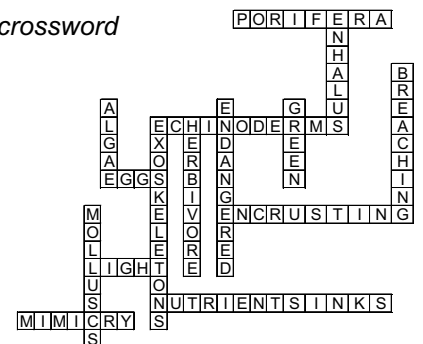 crossword
PORIFERA
ENHALUS
BREACHING
ALGAE
ENDANGERED
GREEN
ECHINODERMS
EXOSKELETONS
HERBIVORE
EGGS
MOLLUSCS
ENCRUSTING
LIGHT
NUTRIENTSINKS
MIMICRY